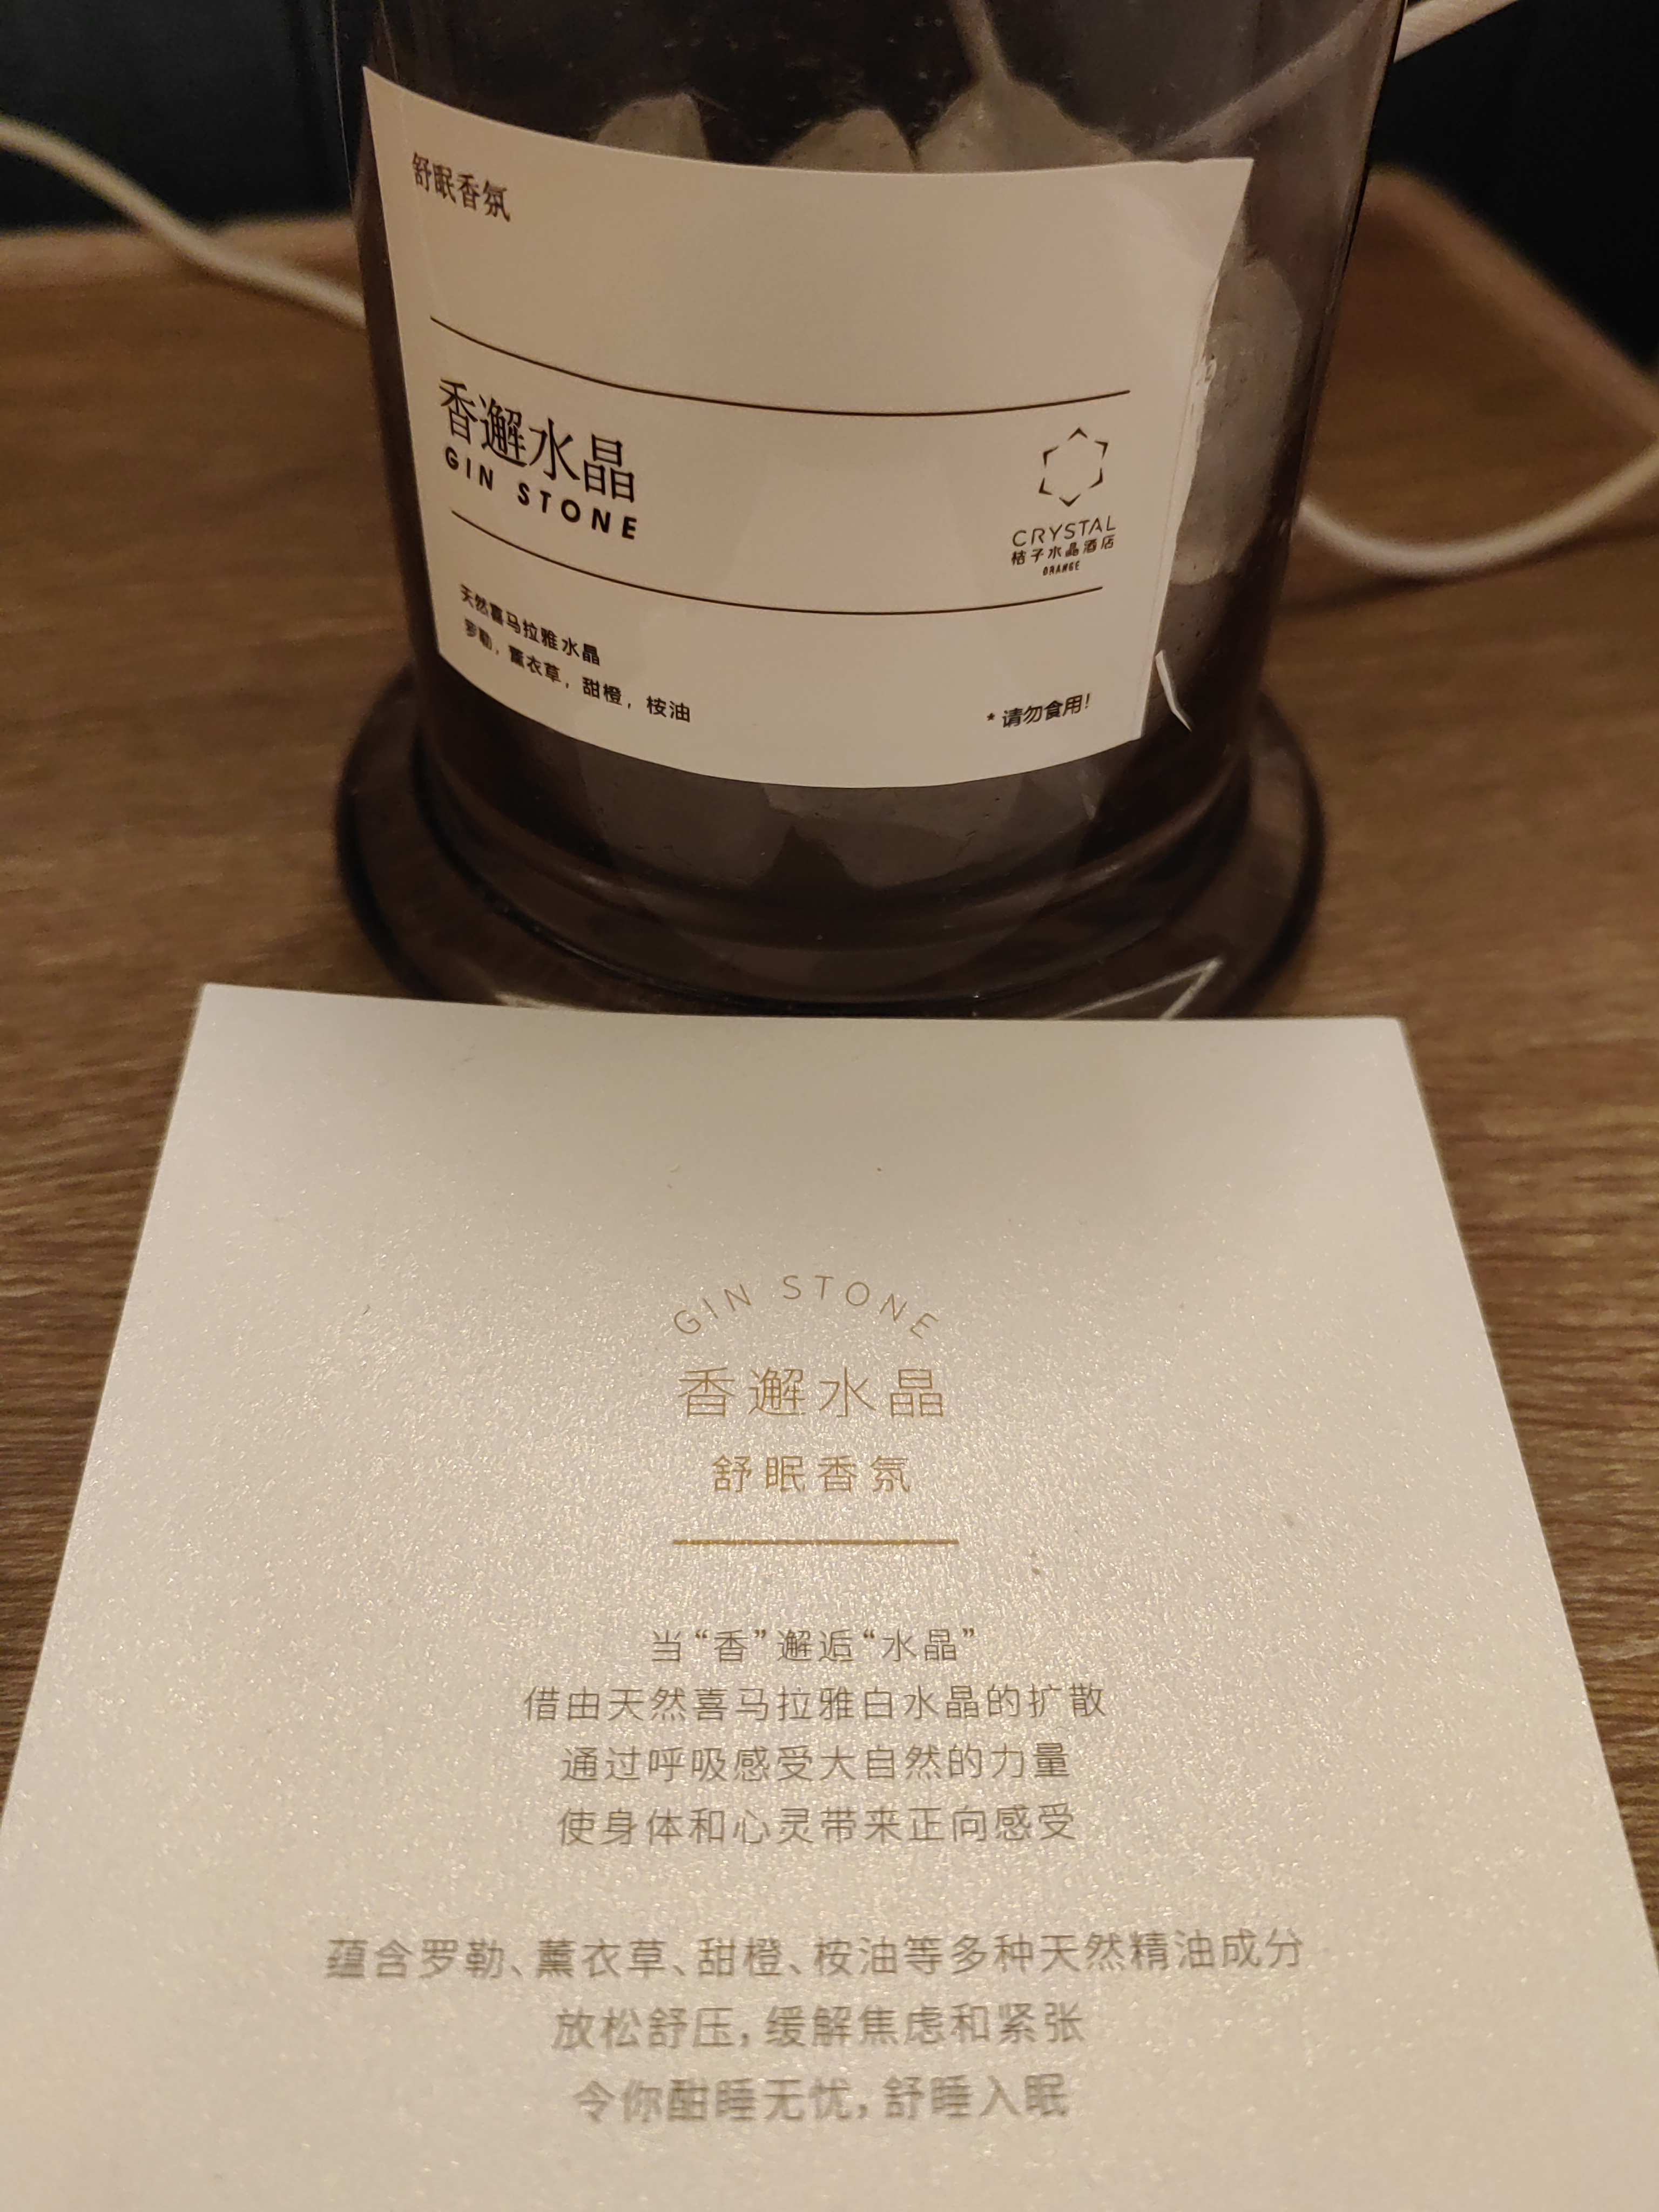 舒眠香氛
香邂水晶
GIN STONE
CRYSTAL
桔子水晶酒店
ORANGE
天然喜马拉雅水晶
罗勒，薰衣草，甜橙，桉油
*请勿食用!
GIN STONE
香邂水晶
舒眠香氛
当“香”邂逅“水晶”
借由天然喜马拉雅白水晶的扩散
通过呼吸感受大自然的力量
使身体和心灵带来正向感受
蕴含罗勒、薰衣草、甜橙、桉油等多种天然精油成分
放松舒压，缓解焦虑和紧张
令你酣睡无忧，舒睡入眠